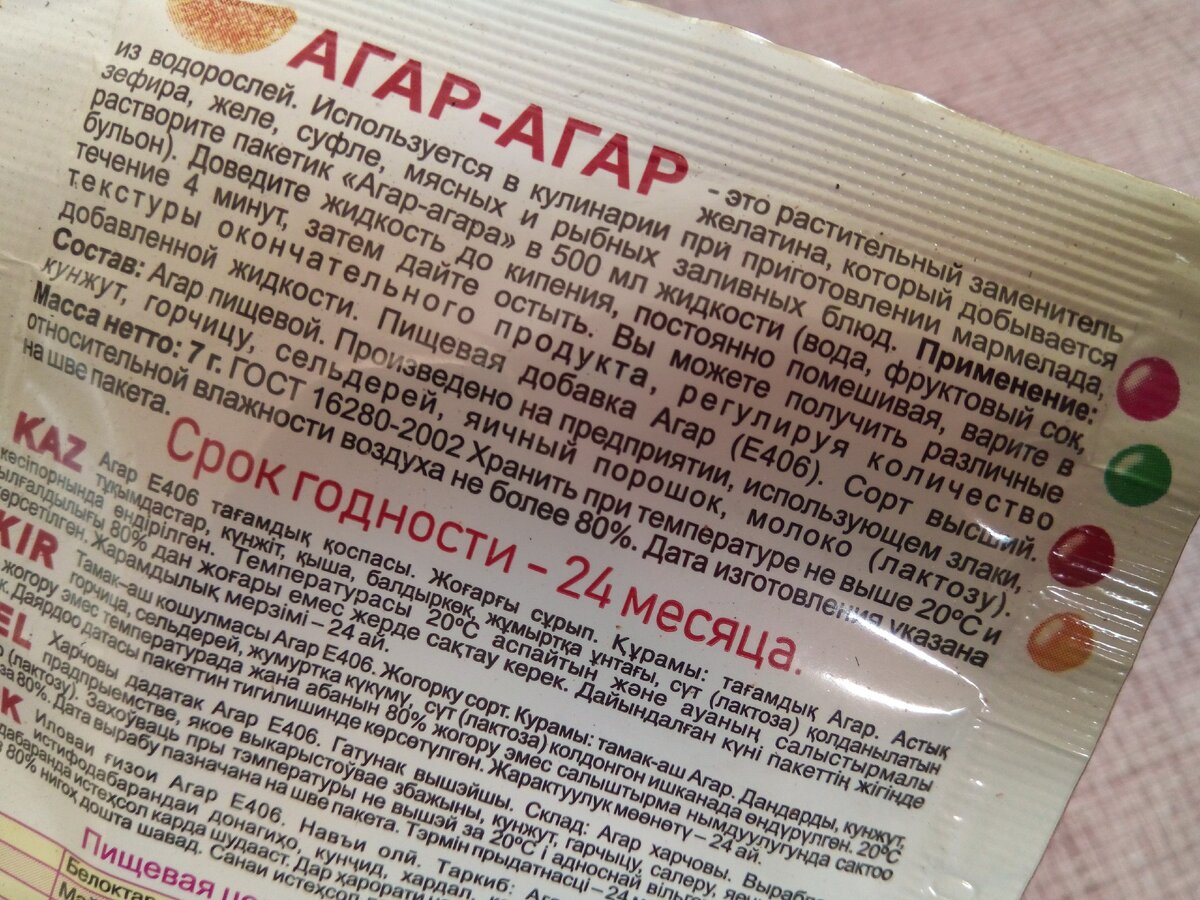 АГАР-АГАР - это растительный заменитель
желатина, который добывается
из водорослей. Используется в кулинарии при приготовлении мармелада,
зефира, желе, суфле, мясных и рыбных заливных блюд. Применение:
растворите пакетик «Агар-агара» в 500 мл жидкости (вода, фруктовый сок,
бульон). Доведите жидкость до кипения, постоянно помешивая, варите в
течение 4 минут, затем дайте остыть. Вы можете получить различные
текстуры окончательного продукта, регулируя количество
добавленной жидкости. Пищевая добавка Агар (Е406). Сорт высший.
Состав: Агар пищевой. Произведено на предприятии, использующем злаки,
кунжут, горчицу, сельдерей, яичный порошок, молоко (лактозу).
Масса нетто: 7 г. ГОСТ 16280-2002 Хранить при температуре не выше 20°С и
относительной влажности воздуха не более 80%. Дата изготовления указана
на шве пакета.
Срок годности – 24 месяца.
KAZ Агар Е406 тағамдық қоспасы. Жоғарғы сұрып. Құрамы: тағамдық Агар. Астық
тұқымдастар, күнжіт, қыша, балдыркөк, жұмыртқа ұнтағы, сүт (лактоза) қолданылатын
кәсіпорнында өндірілген. Температурасы 20°С аспайтын және ауаның салыстырмалы
ылғалдылығы 80% дан жоғары емес жерде сақтау керек. Дайындалған күні пакеттің жігінде
көрсетілген. Жарамдылық мерзімі – 24 ай.
KIR Тамак-аш кошулмасы Агар Е406. Жогорку сорт. Курамы: тамак-аш Агар. Дандарды, кунжут,
горчица, сельдерей, жумуртка күкүму, сүт (лактоза) колдонгон ишканада өндүрүлгөн. 20°С
жогору эмес температурада жана абанын 80% жогору эмес салыштырма нымдуулугунда сактоо
Даярдоо датасы пакеттин тигилишинде көрсөтүлгөн. Жарактуулук мөөнөтү – 24 ай.
EL Харчовы дадатак Агар Е406. Гатунак вышэйшы. Склад: Агар харчовы.
прадпрыемстве, якое выкарыстоўвае збажыны, кунжут, гарчыцу, салеру,
(лактозу). Захоўваць пры тэмпературы не вышэй за 20°С і адноснай
за 80%. Дата вырабу пазначана на шве пакета. Тэрмін прыдатнасці – 24
K Иловаи ғизои Агар Е406. Навъи олӣ. Таркиб:
истифодабарандаи донагиҳо, кунҷид, хардал,
истеҳсол карда шудааст. Дар ҳарорати
80% нигоҳ дошта шавад. Санаи истеҳсол
Пищевая